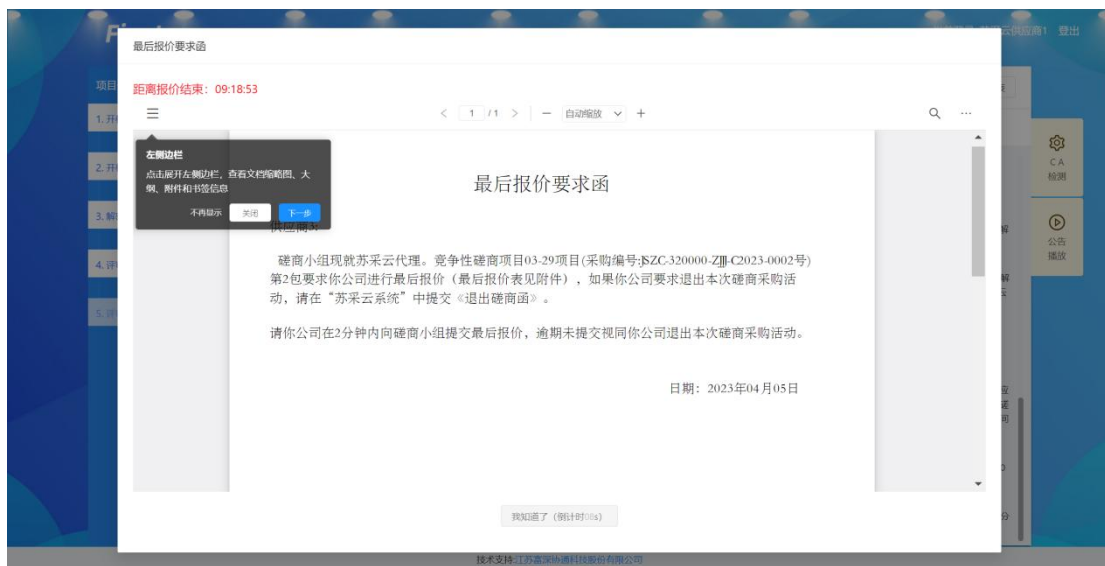 登出
最后报价要求函
距离报价结束：09:18:53
项目
1 / 1
自动缩放
左侧边栏
点击展开左侧边栏，查看文档缩略图、大
纲、附件和书签信息
不再显示 关闭 下一步
最后报价要求函
供应商3:
磋商小组现就苏采云代理。竞争性磋商项目03-29项目(采购编号:JSZC-320000-ZJJJ-C2023-0002号)
第2包要求你公司进行最后报价（最后报价表见附件），如果你公司要求退出本次磋商采购活
动，请在“苏采云系统”中提交《退出磋商函》。
请你公司在2分钟内向磋商小组提交最后报价，逾期未提交视同你公司退出本次磋商采购活动。
日期：2023年04月05日
我知道了（倒计时08s）
CA
检测
公告
播放
技术支持:江苏富深协通科技股份有限公司